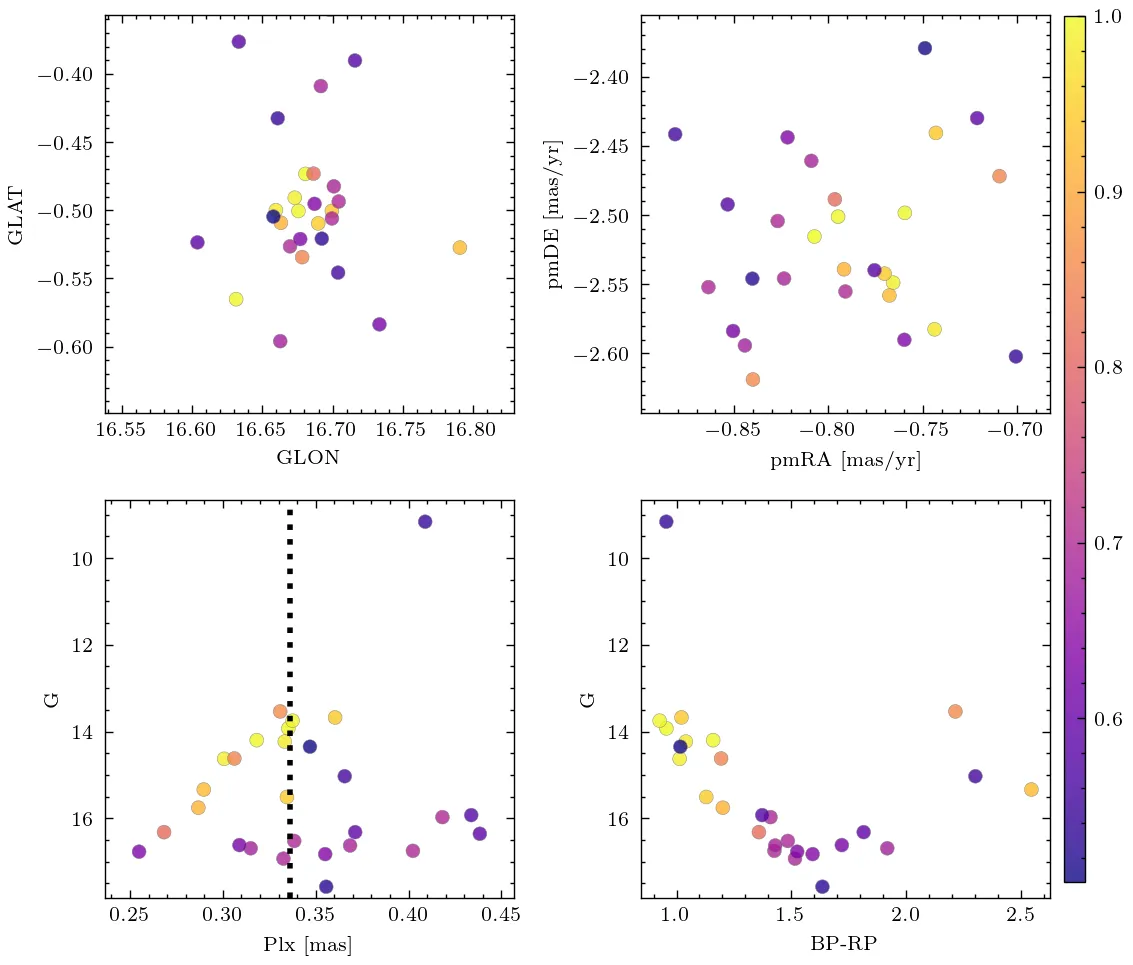 −0.40
−0.45
−0.50
−0.55
−0.60
GLAT
16.55 16.60 16.65 16.70 16.75 16.80
GLON
−2.40
−2.45
−2.50
−2.55
−2.60
pmDE [mas/yr]
−0.85 −0.80 −0.75 −0.70
pmRA [mas/yr]
1.0
0.9
0.8
0.7
0.6
10
12
14
16
G
0.25 0.30 0.35 0.40 0.45
Plx [mas]
10
12
14
16
G
1.0 1.5 2.0 2.5
BP-RP